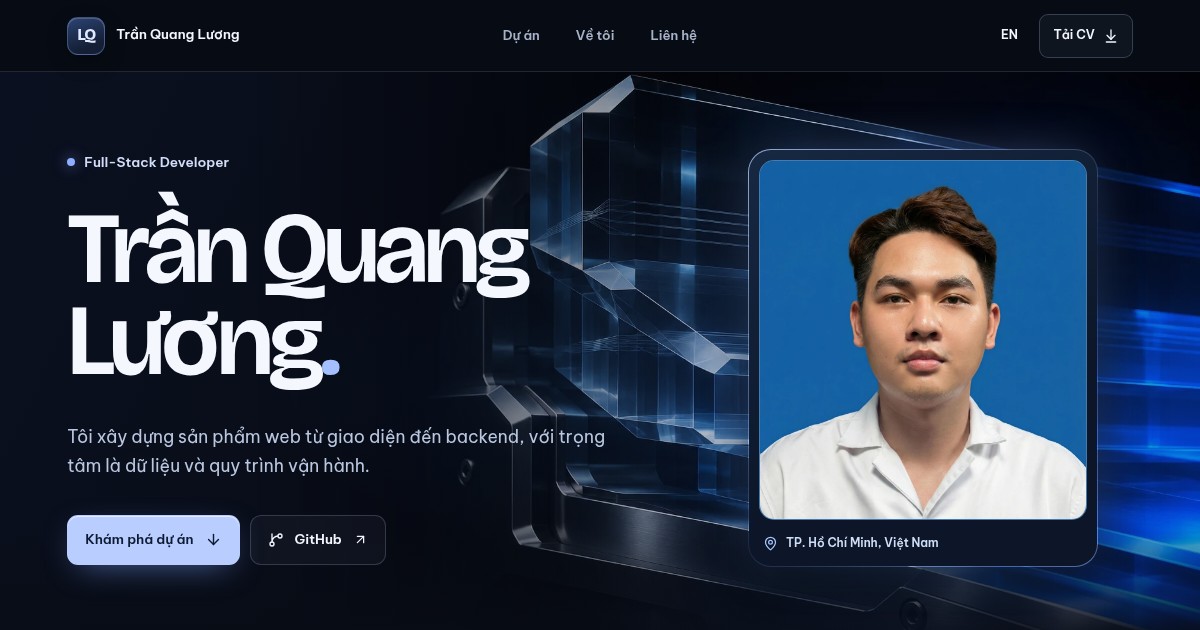 LQ
Trần Quang Lương
Dự án
Về tôi
Liên hệ
EN
Tải CV
Full-Stack Developer
Trần Quang
Lương.
Tôi xây dựng sản phẩm web từ giao diện đến backend, với trọng
tâm là dữ liệu và quy trình vận hành.
Khám phá dự án
GitHub
TP. Hồ Chí Minh, Việt Nam